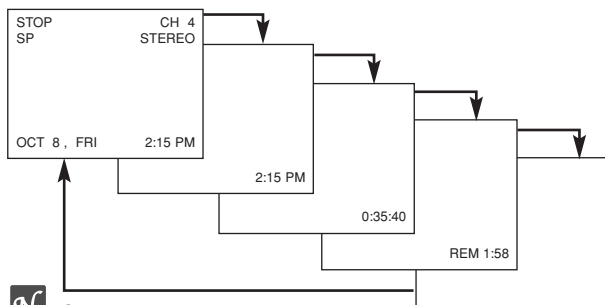 STOP CH 4
SP STEREO
OCT 8 , FRI 2:15 PM
2:15 PM
0:35:40
REM 1:58
N